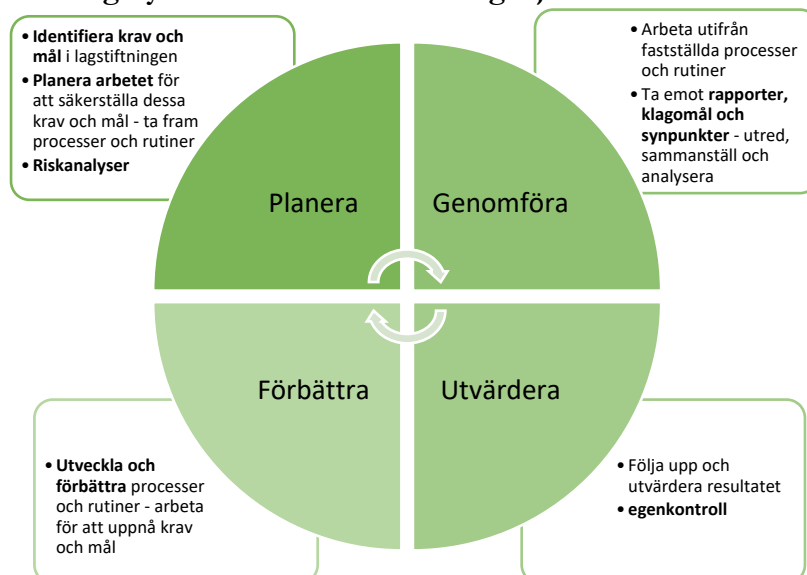 • Identifiera krav och
mål i lagstiftningen
• Planera arbetet för
att säkerställa dessa
krav och mål - ta fram
processer och rutiner
• Riskanalyser
• Arbeta utifrån
fastställda processer
och rutiner
• Ta emot rapporter,
klagomål och
synpunkter - utred,
sammanställ och
analysera
Planera
Genomföra
Förbättra
Utvärdera
• Utveckla och
förbättra processer
och rutiner - arbeta
för att uppnå krav
och mål
• Följa upp och
utvärdera resultatet
• egenkontroll